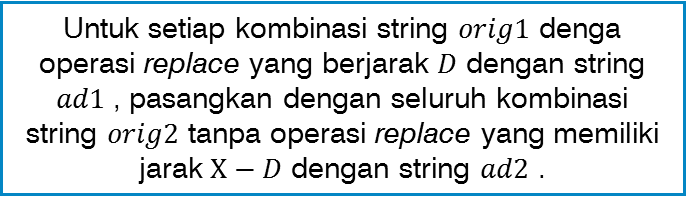 Untuk setiap kombinasi string orig1 denga
operasi replace yang berjarak D dengan string
ad1 , pasangkan dengan seluruh kombinasi
string orig2 tanpa operasi replace yang memiliki
jarak X − D dengan string ad2 .